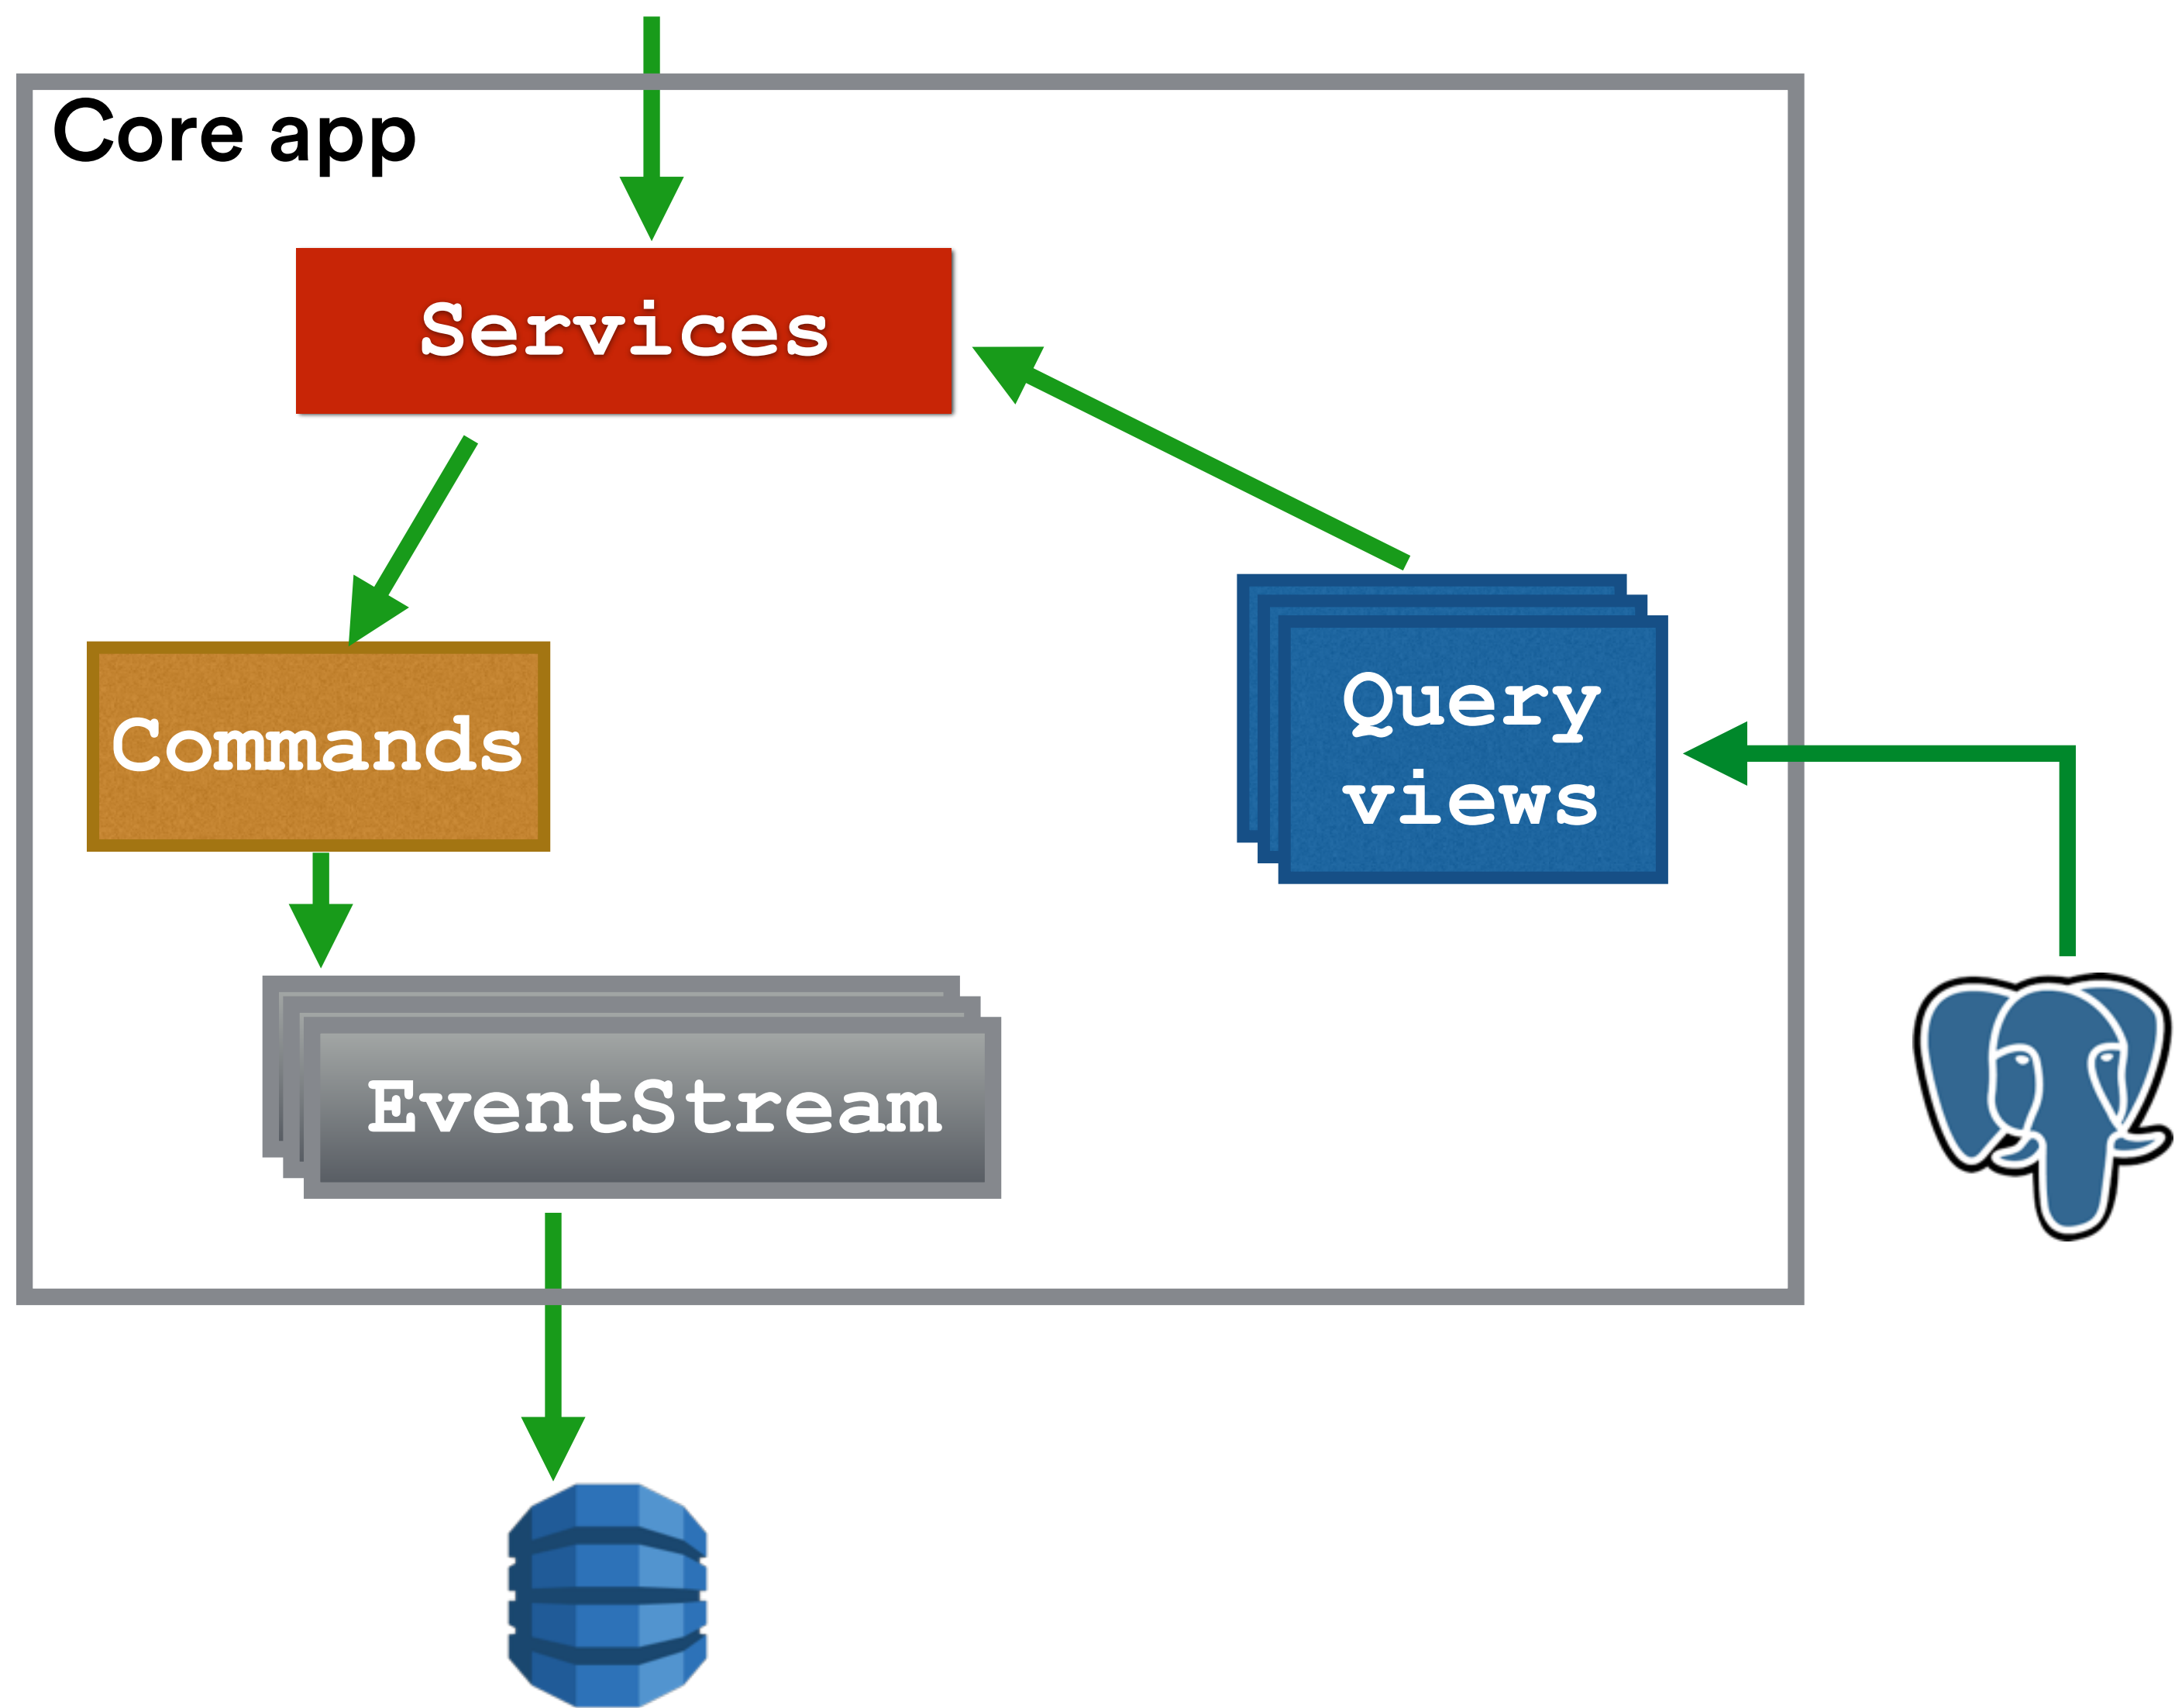 Core app
Services
Commands
Query
views
EventStream